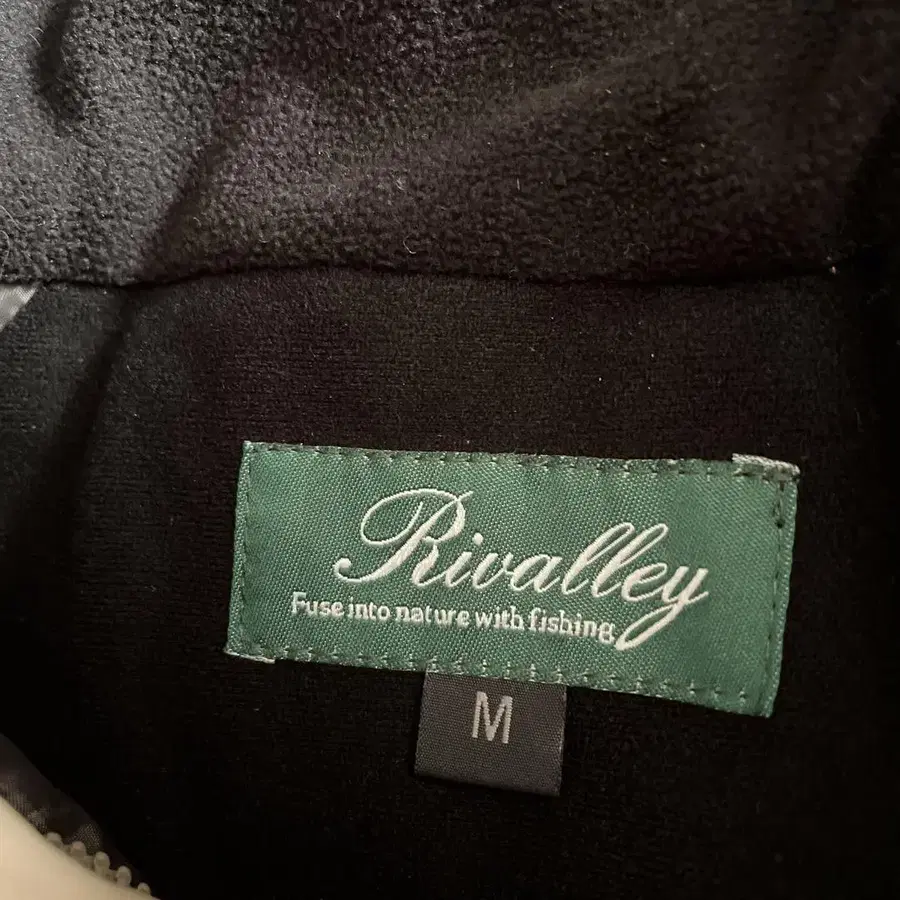 Rivalley
Fuse into nature with fishing
M